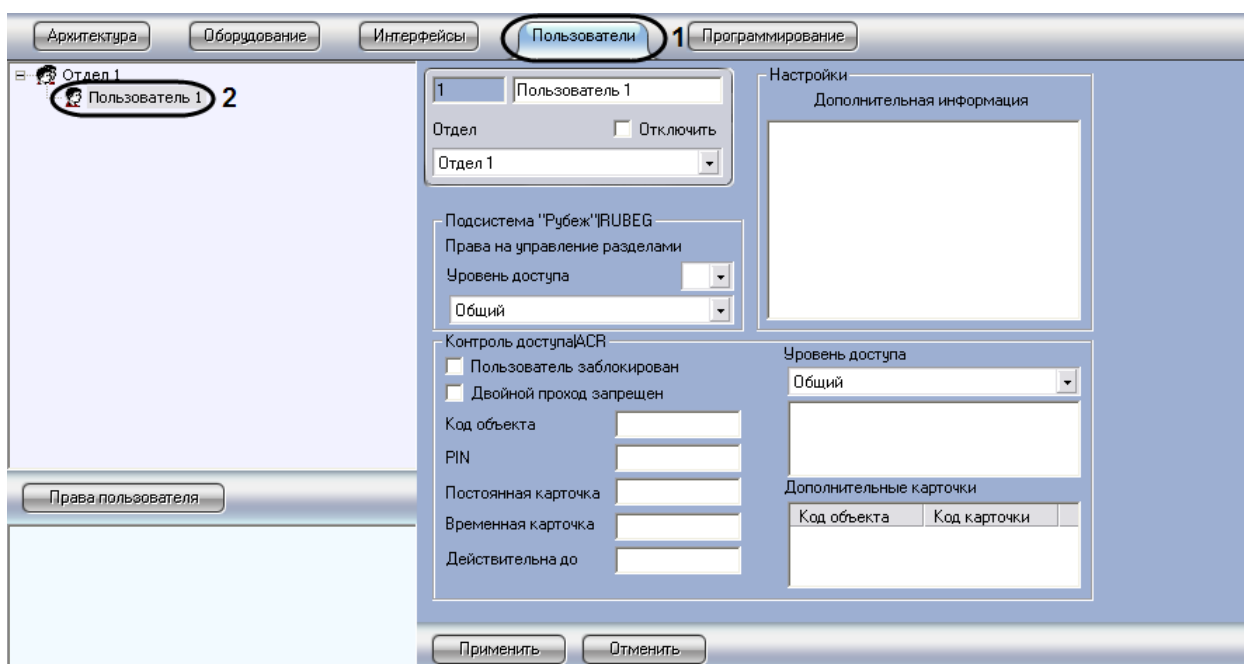 Архитектура Оборудование Интерфейсы Пользователи 1 Программирование
Отдел 1
Пользователь 1 2
Права пользователя
1 Пользователь 1
Отдел Отключить
Отдел 1
Настройки
Дополнительная информация
Подсистема "Рубеж"|RUBEG
Права на управление разделами
Уровень доступа
Общий
Контроль доступа|ACR
Пользователь заблокирован
Двойной проход запрещен
Код объекта
PIN
Постоянная карточка
Временная карточка
Действительна до
Уровень доступа
Общий
Дополнительные карточки
Код объекта Код карточки
Применить Отменить